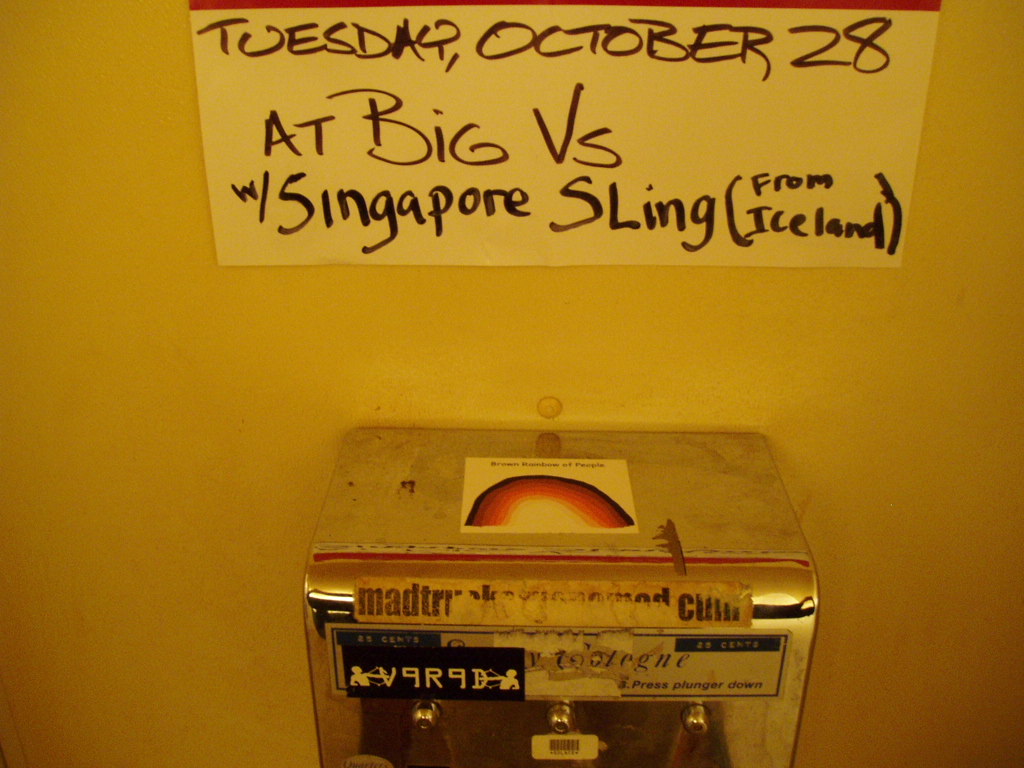 TUESDAY, OCTOBER 28
AT BiG Vs
w/ SIngapore SLing (From Iceland)
Brown Rainbow of People
25 CENTS
25 CENTS
V9R9D
3.Press plunger down